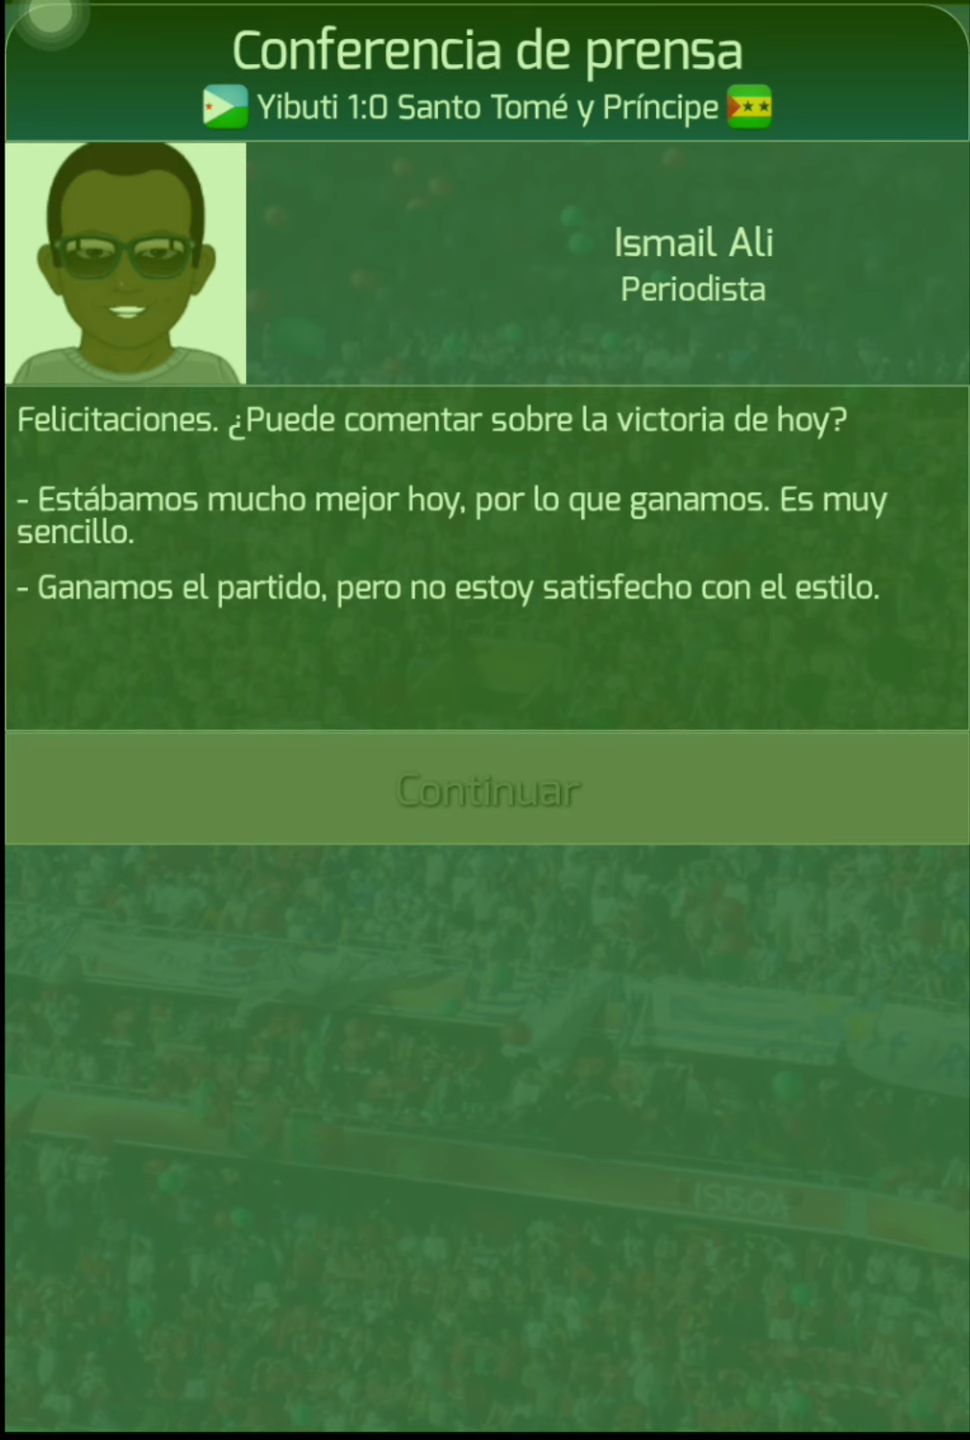 Conferencia de prensa
Yibuti 1:0 Santo Tomé y Príncipe
Ismail Ali
Periodista
Felicitaciones. ¿Puede comentar sobre la victoria de hoy?
- Estábamos mucho mejor hoy, por lo que ganamos. Es muy
sencillo.
- Ganamos el partido, pero no estoy satisfecho con el estilo.
Continuar
ISBOA